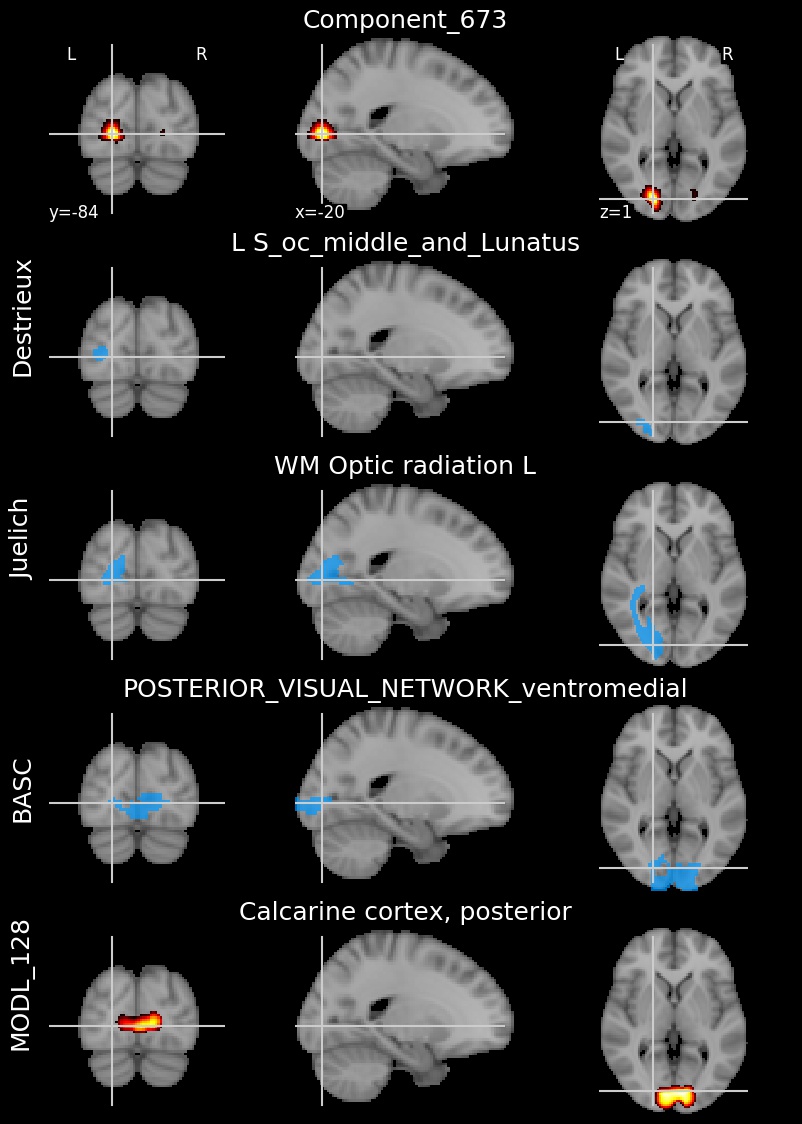 Component_673
L R L R
y=-84 x=-20 z=1
L S_oc_middle_and_Lunatus
Destrieux
WM Optic radiation L
Juelich
POSTERIOR_VISUAL_NETWORK_ventromedial
BASC
Calcarine cortex, posterior
MODL_128